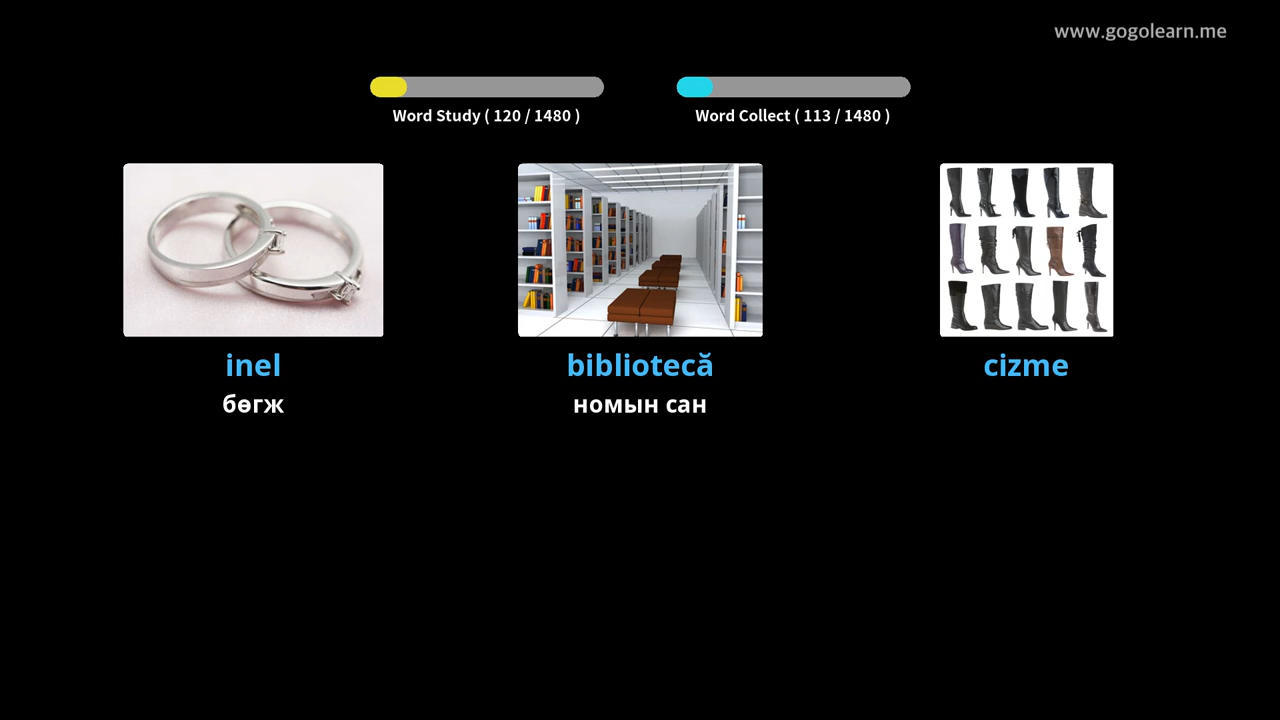 www.gogolearn.me
Word Study ( 120 / 1480 )
Word Collect ( 113 / 1480 )
inel
bibliotecă
cizme
бөгж
номын сан